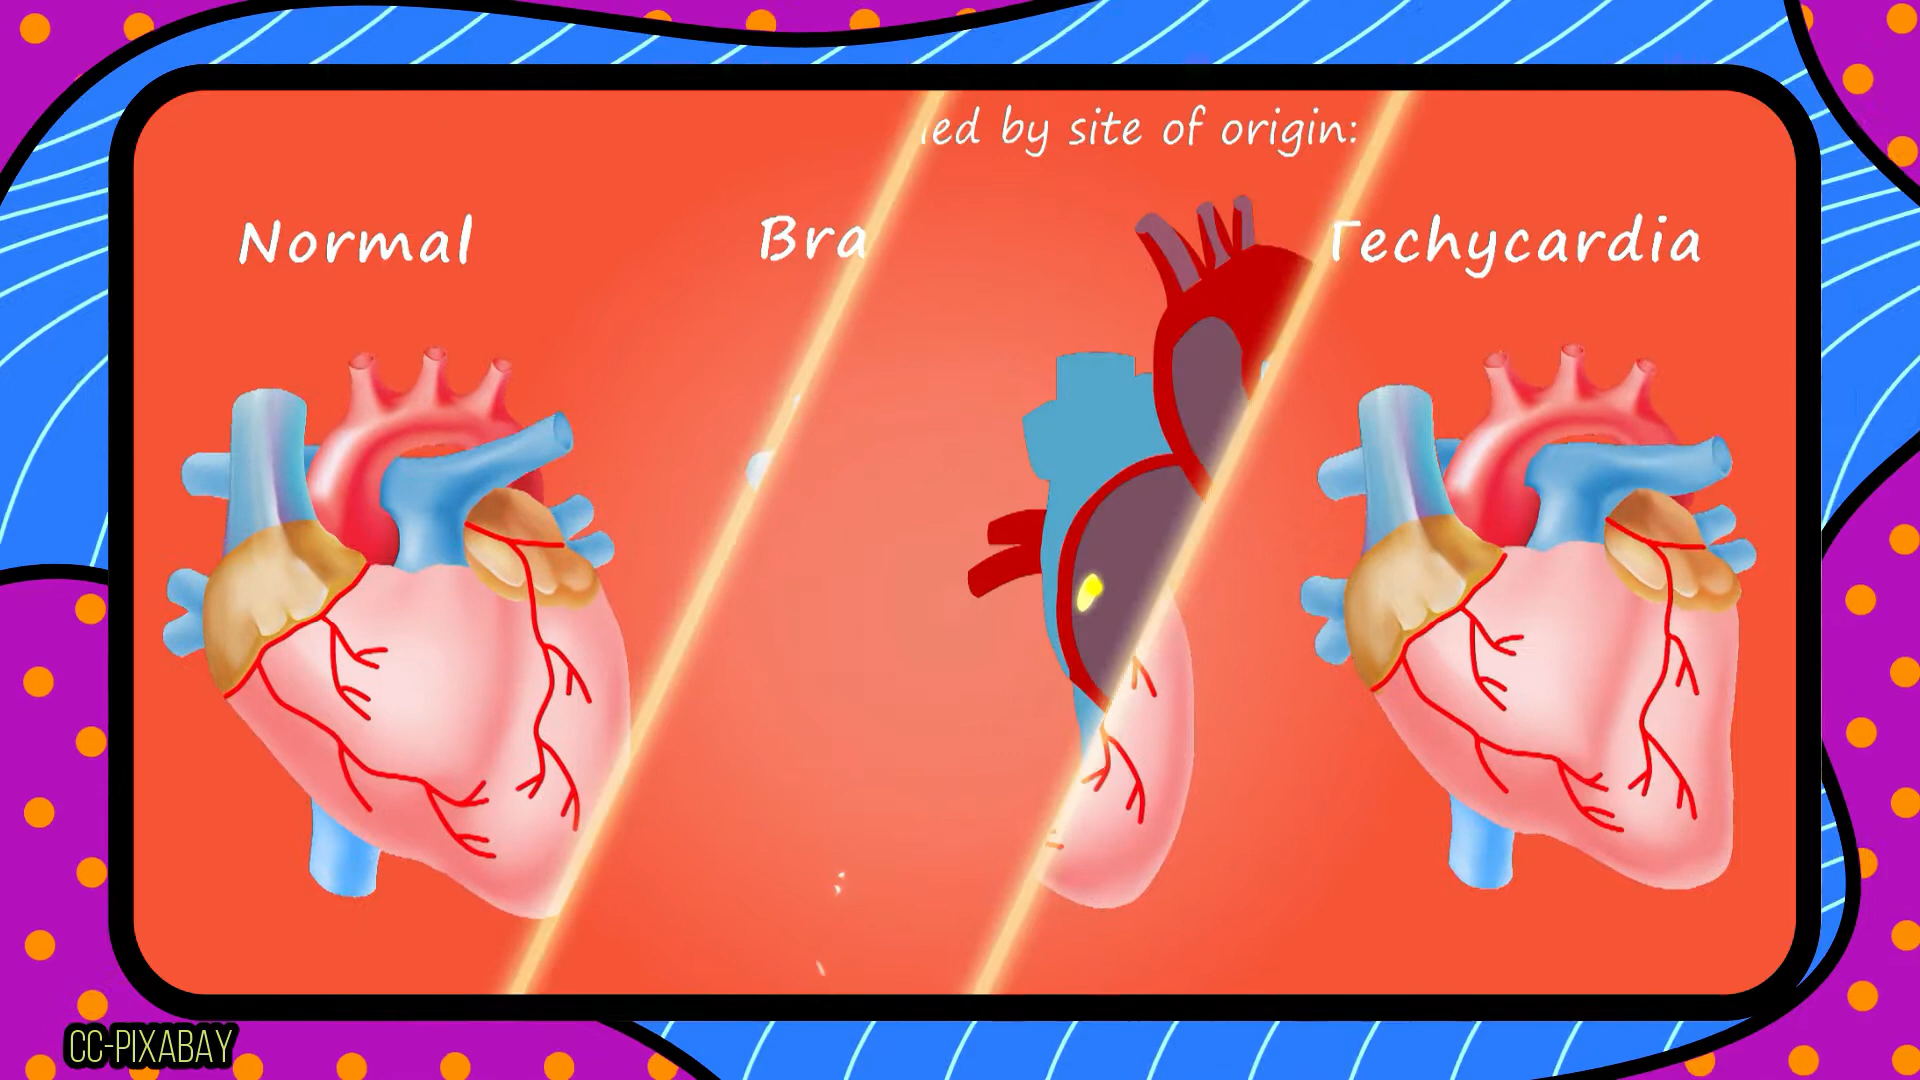 ed by site of origin:
Normal
Bra
Techycardia
CC-PIXABAY